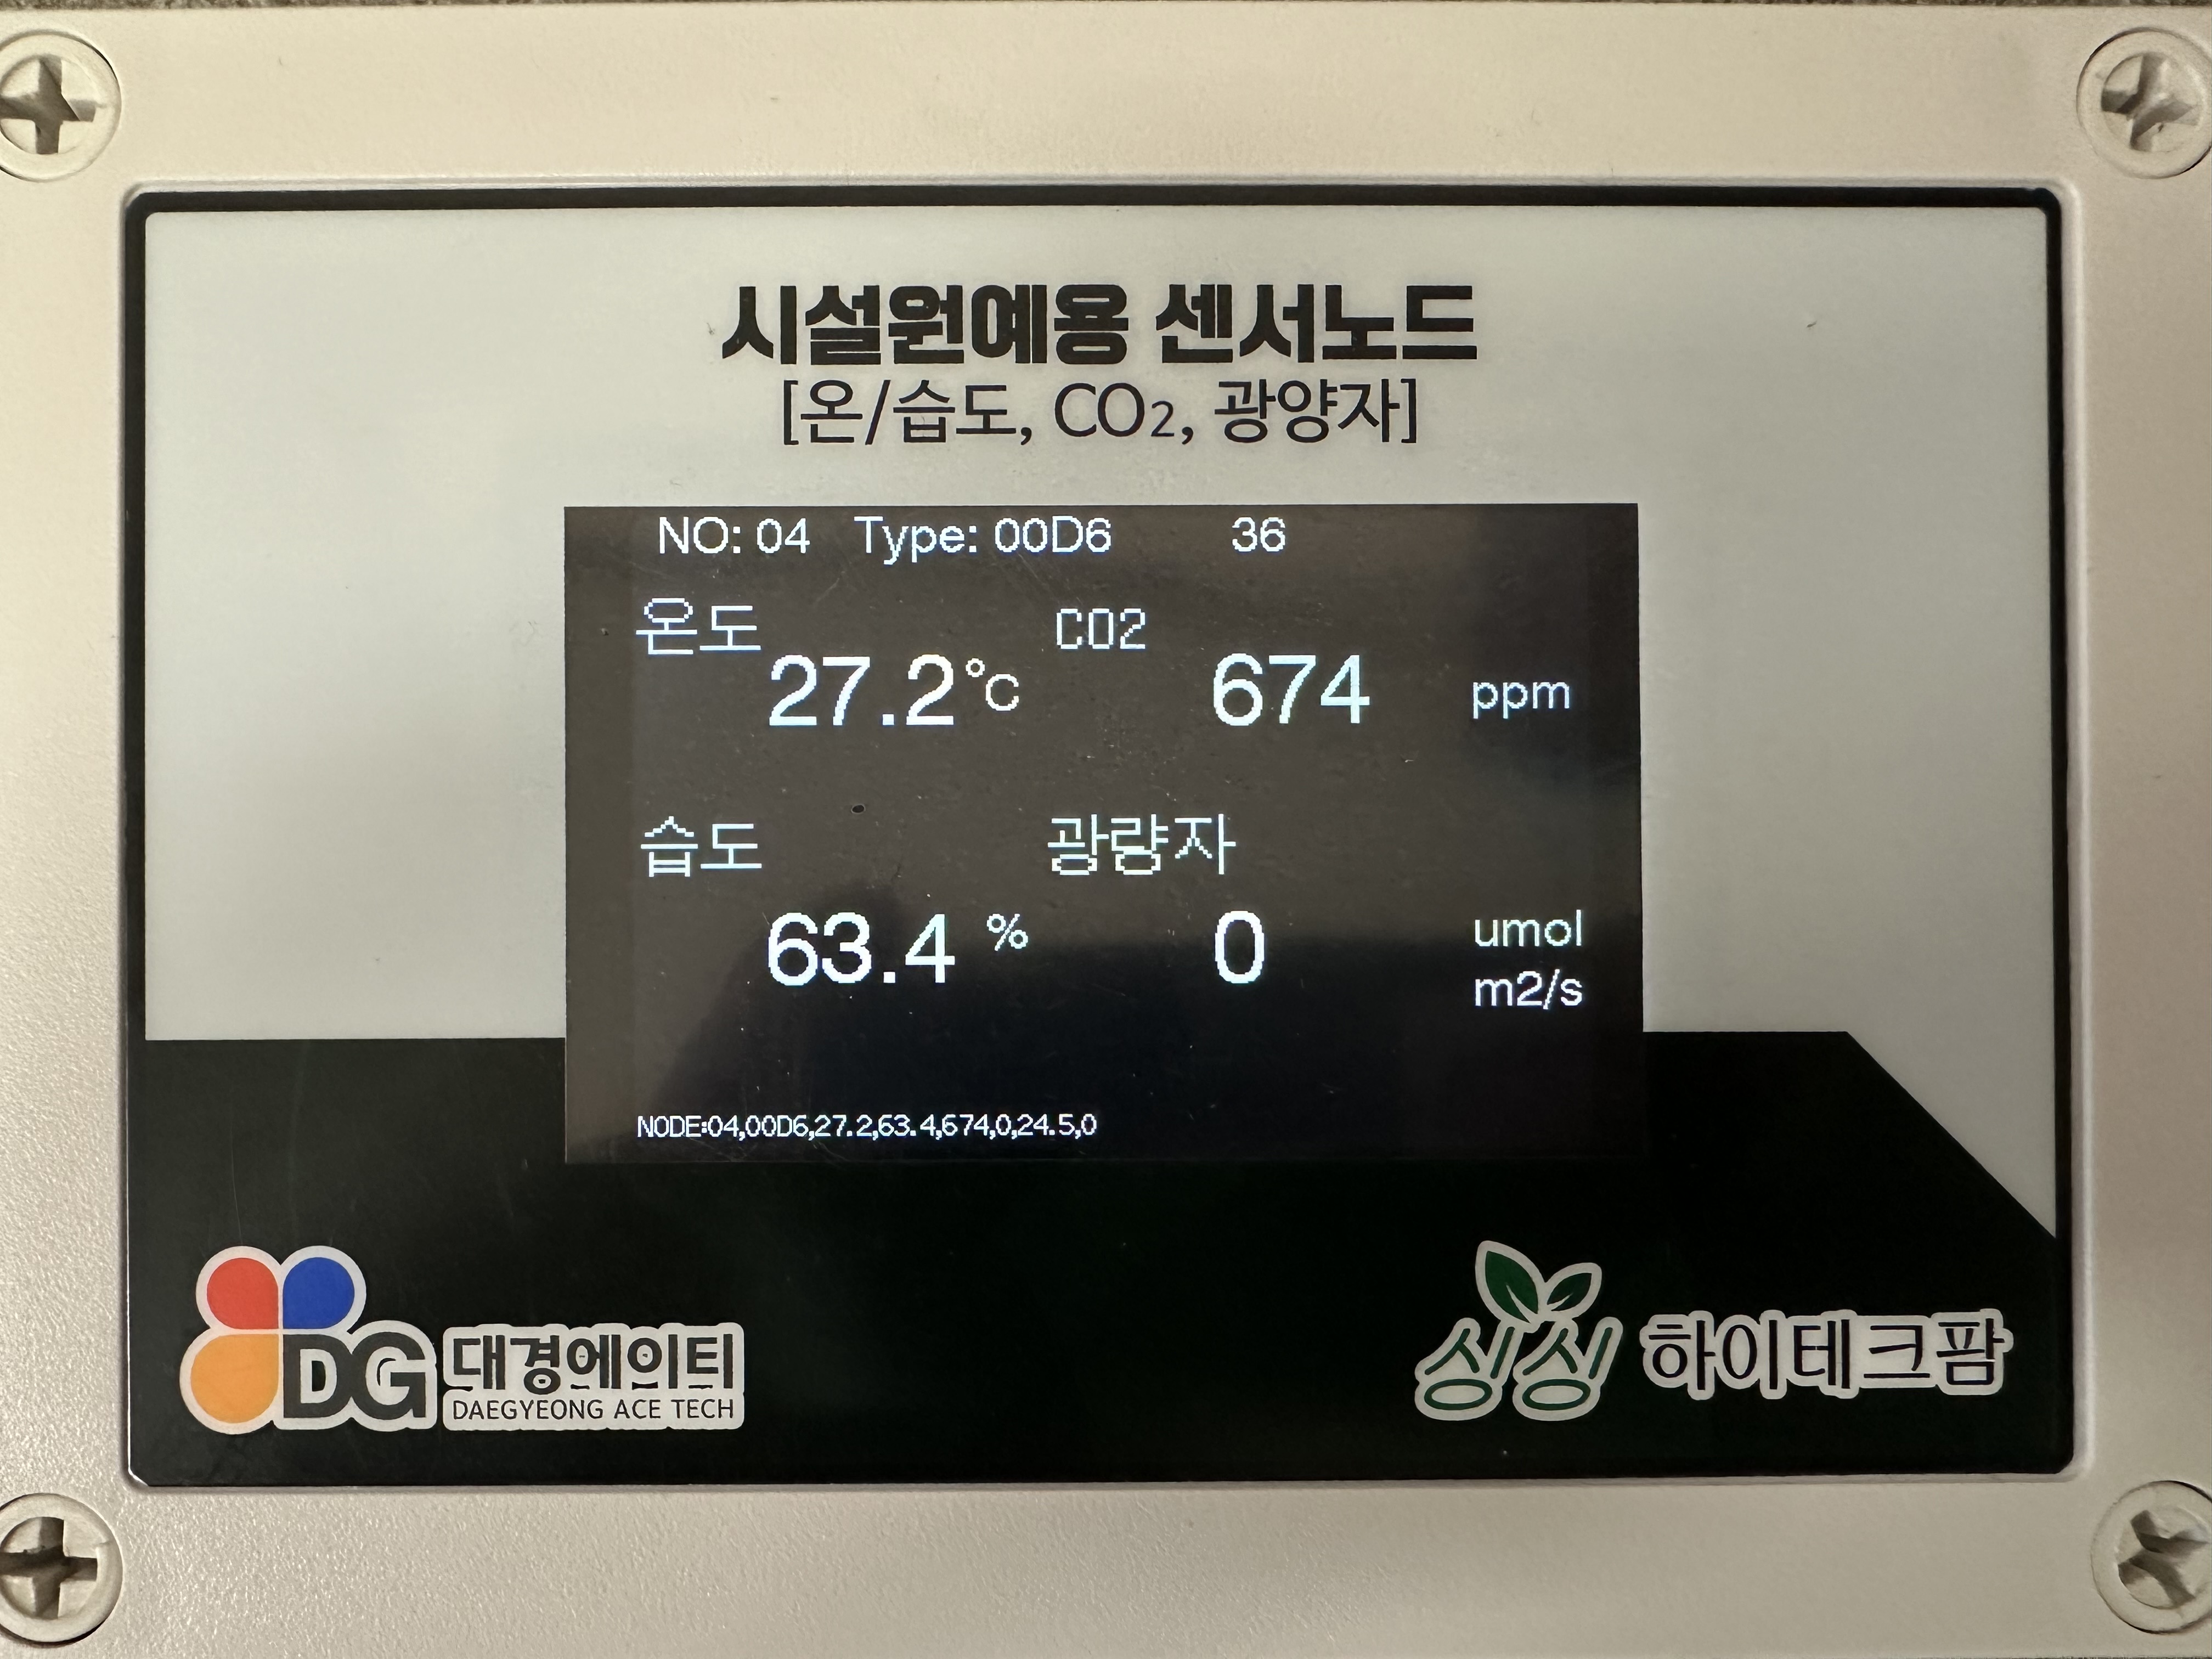 시설원예용 센서노드
[온/습도, CO2, 광양자]
NO: 04 Type: 00D6 36
온도 CO2
27.2℃ 674 ppm
습도 광량자
63.4 % 0 umol
m2/s
NODE:04,00D6,27.2,63.4,674,0,24.5,0
DG 대경에이티
DAEGYEONG ACE TECH
싱싱 하이테크팜